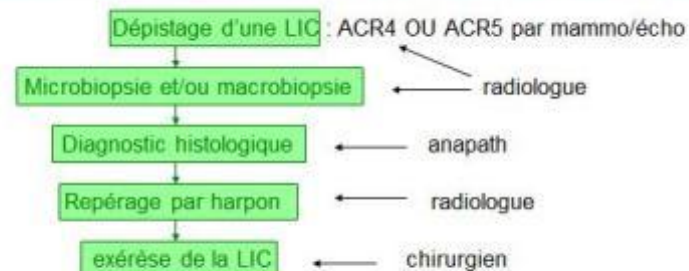 Dépistage d'une LIC : ACR4 OU ACR5 par mammo/écho
Microbiopsie et/ou macrobiopsie radiologue
Diagnostic histologique anapath
Repérage par harpon radiologue
exérèse de la LIC chirurgien